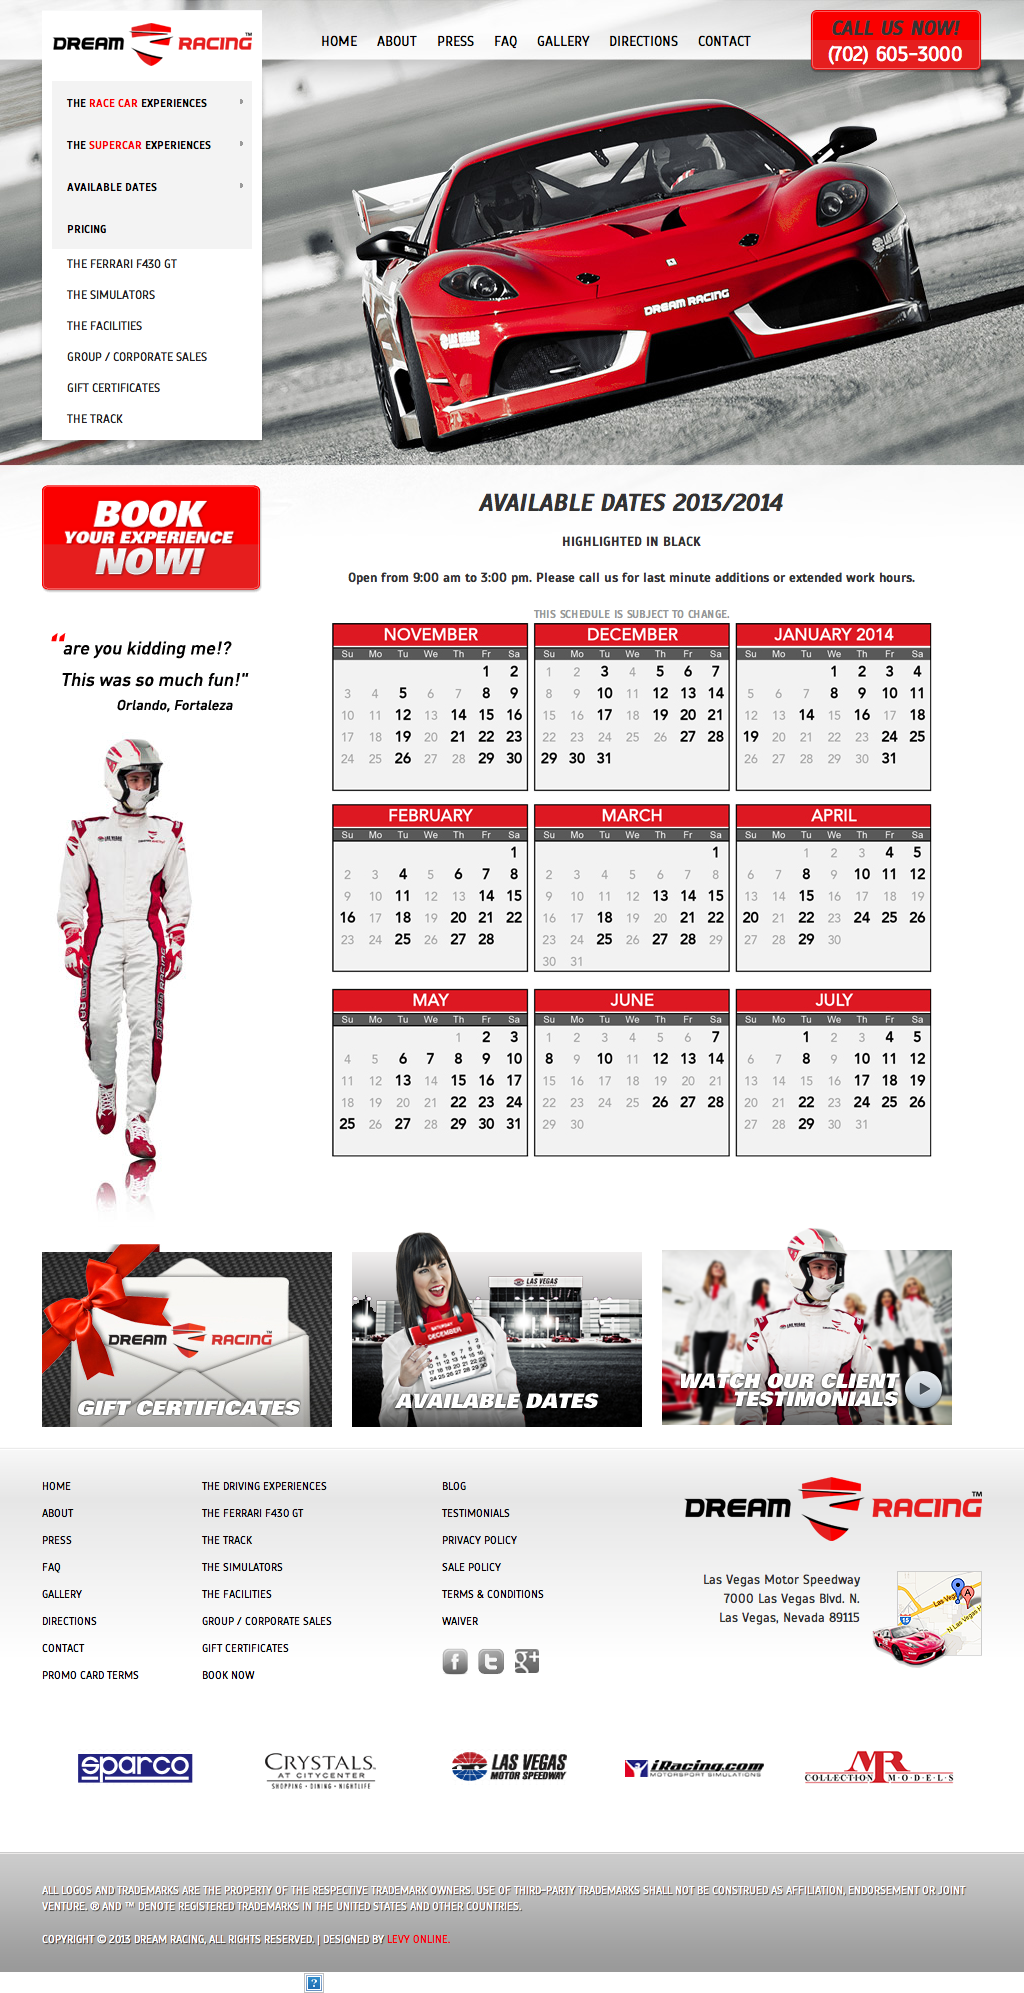 DREAM RACING™
HOME ABOUT PRESS FAQ GALLERY DIRECTIONS CONTACT
CALL US NOW!
(702) 605-3000
THE RACE CAR EXPERIENCES
THE SUPERCAR EXPERIENCES
AVAILABLE DATES
PRICING
THE FERRARI F430 GT
THE SIMULATORS
THE FACILITIES
GROUP / CORPORATE SALES
GIFT CERTIFICATES
THE TRACK
LAS VEGAS
DREAM RACING
BOOK
YOUR EXPERIENCE
NOW!
“are you kidding me!?
This was so much fun!"
Orlando, Fortaleza
AVAILABLE DATES 2013/2014
HIGHLIGHTED IN BLACK
Open from 9:00 am to 3:00 pm. Please call us for last minute additions or extended work hours.
THIS SCHEDULE IS SUBJECT TO CHANGE.
NOVEMBER
Su Mo Tu We Th Fr Sa
1 2
3 4 5 6 7 8 9
10 11 12 13 14 15 16
17 18 19 20 21 22 23
24 25 26 27 28 29 30
DECEMBER
Su Mo Tu We Th Fr Sa
1 2 3 4 5 6 7
8 9 10 11 12 13 14
15 16 17 18 19 20 21
22 23 24 25 26 27 28
29 30 31
JANUARY 2014
Su Mo Tu We Th Fr Sa
1 2 3 4
5 6 7 8 9 10 11
12 13 14 15 16 17 18
19 20 21 22 23 24 25
26 27 28 29 30 31
FEBRUARY
Su Mo Tu We Th Fr Sa
1
2 3 4 5 6 7 8
9 10 11 12 13 14 15
16 17 18 19 20 21 22
23 24 25 26 27 28
MARCH
Su Mo Tu We Th Fr Sa
1
2 3 4 5 6 7 8
9 10 11 12 13 14 15
16 17 18 19 20 21 22
23 24 25 26 27 28 29
30 31
APRIL
Su Mo Tu We Th Fr Sa
1 2 3 4 5
6 7 8 9 10 11 12
13 14 15 16 17 18 19
20 21 22 23 24 25 26
27 28 29 30
MAY
Su Mo Tu We Th Fr Sa
1 2 3
4 5 6 7 8 9 10
11 12 13 14 15 16 17
18 19 20 21 22 23 24
25 26 27 28 29 30 31
JUNE
Su Mo Tu We Th Fr Sa
1 2 3 4 5 6 7
8 9 10 11 12 13 14
15 16 17 18 19 20 21
22 23 24 25 26 27 28
29 30
JULY
Su Mo Tu We Th Fr Sa
1 2 3 4 5
6 7 8 9 10 11 12
13 14 15 16 17 18 19
20 21 22 23 24 25 26
27 28 29 30 31
DREAM RACING™
GIFT CERTIFICATES
LAS VEGAS
SATURDAY
DECEMBER
AVAILABLE DATES
WATCH OUR CLIENT
TESTIMONIALS
HOME
ABOUT
PRESS
FAQ
GALLERY
DIRECTIONS
CONTACT
PROMO CARD TERMS
THE DRIVING EXPERIENCES
THE FERRARI F430 GT
THE TRACK
THE SIMULATORS
THE FACILITIES
GROUP / CORPORATE SALES
GIFT CERTIFICATES
BOOK NOW
BLOG
TESTIMONIALS
PRIVACY POLICY
SALE POLICY
TERMS & CONDITIONS
WAIVER
DREAM RACING™
Las Vegas Motor Speedway
7000 Las Vegas Blvd. N.
Las Vegas, Nevada 89115
sparco
CRYSTALS
AT CITYCENTER
SHOPPING • DINING • NIGHTLIFE
LAS VEGAS
MOTOR SPEEDWAY
iRacing.com
MOTORSPORT SIMULATIONS
MR
COLLECTION MODELS
ALL LOGOS AND TRADEMARKS ARE THE PROPERTY OF THE RESPECTIVE TRADEMARK OWNERS. USE OF THIRD-PARTY TRADEMARKS SHALL NOT BE CONSTRUED AS AFFILIATION, ENDORSEMENT OR JOINT
VENTURE. ® AND ™ DENOTE REGISTERED TRADEMARKS IN THE UNITED STATES AND OTHER COUNTRIES.
COPYRIGHT © 2013 DREAM RACING, ALL RIGHTS RESERVED. | DESIGNED BY LEVY ONLINE.